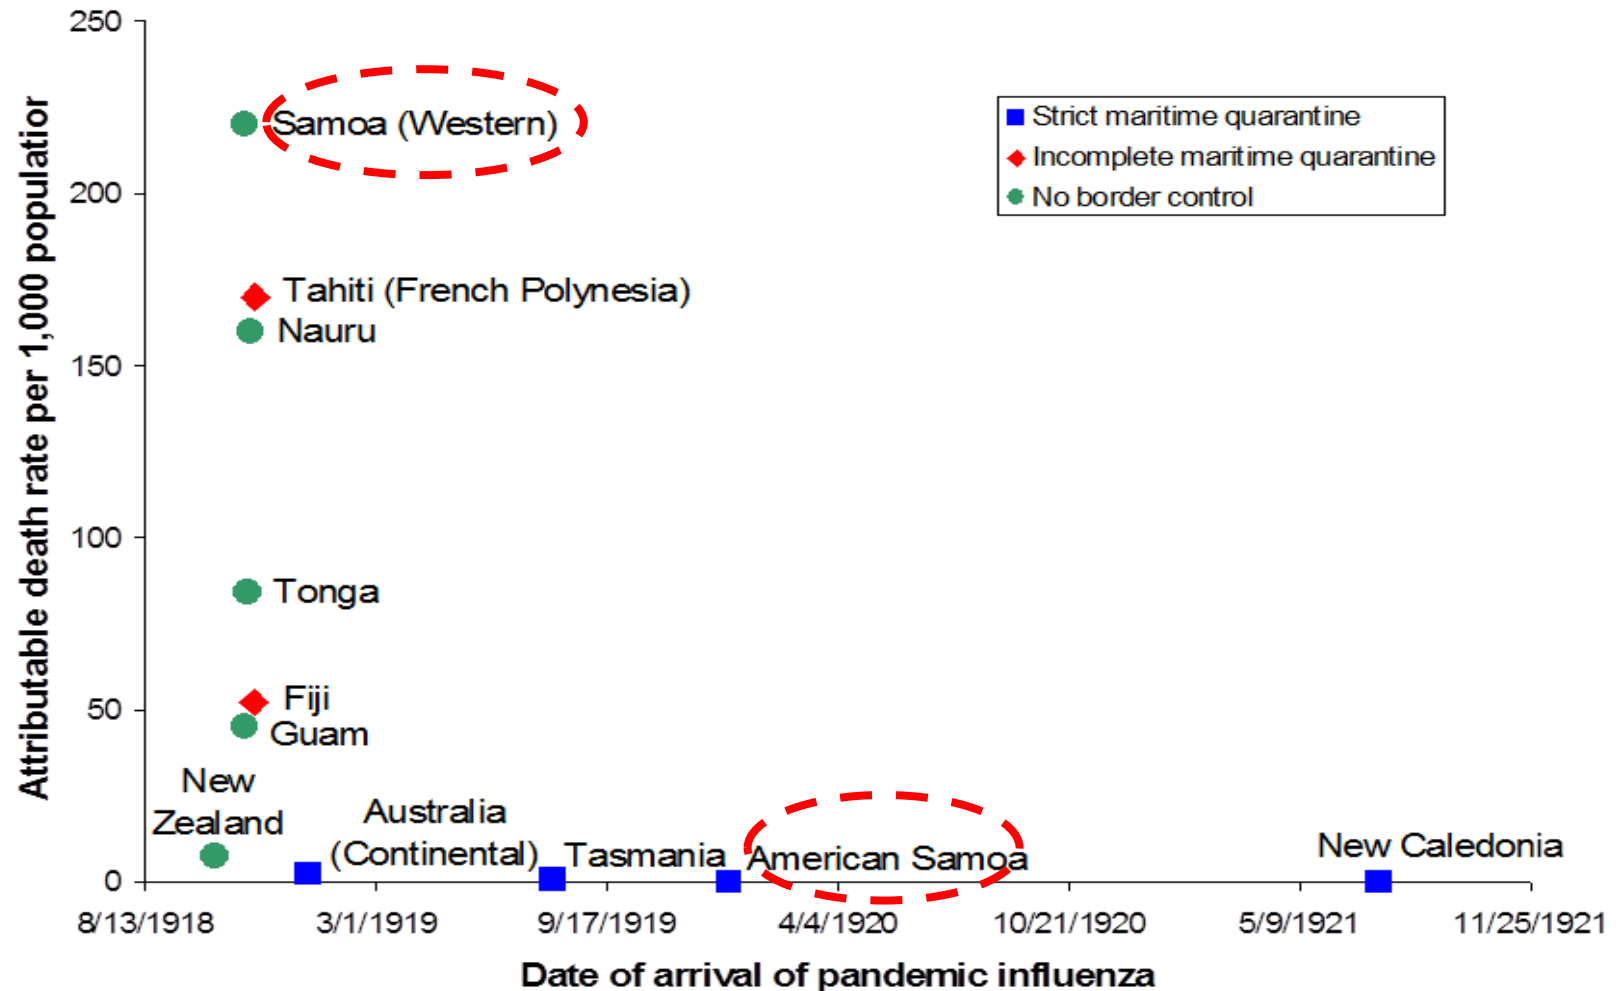 250
200
150
100
50
0
Attributable death rate per 1,000 population
Samoa (Western)
Strict maritime quarantine
Incomplete maritime quarantine
No border control
Tahiti (French Polynesia)
Nauru
Tonga
Fiji
Guam
New
Zealand
Australia
(Continental)
Tasmania
American Samoa
New Caledonia
8/13/1918
3/1/1919
9/17/1919
4/4/1920
10/21/1920
5/9/1921
11/25/1921
Date of arrival of pandemic influenza